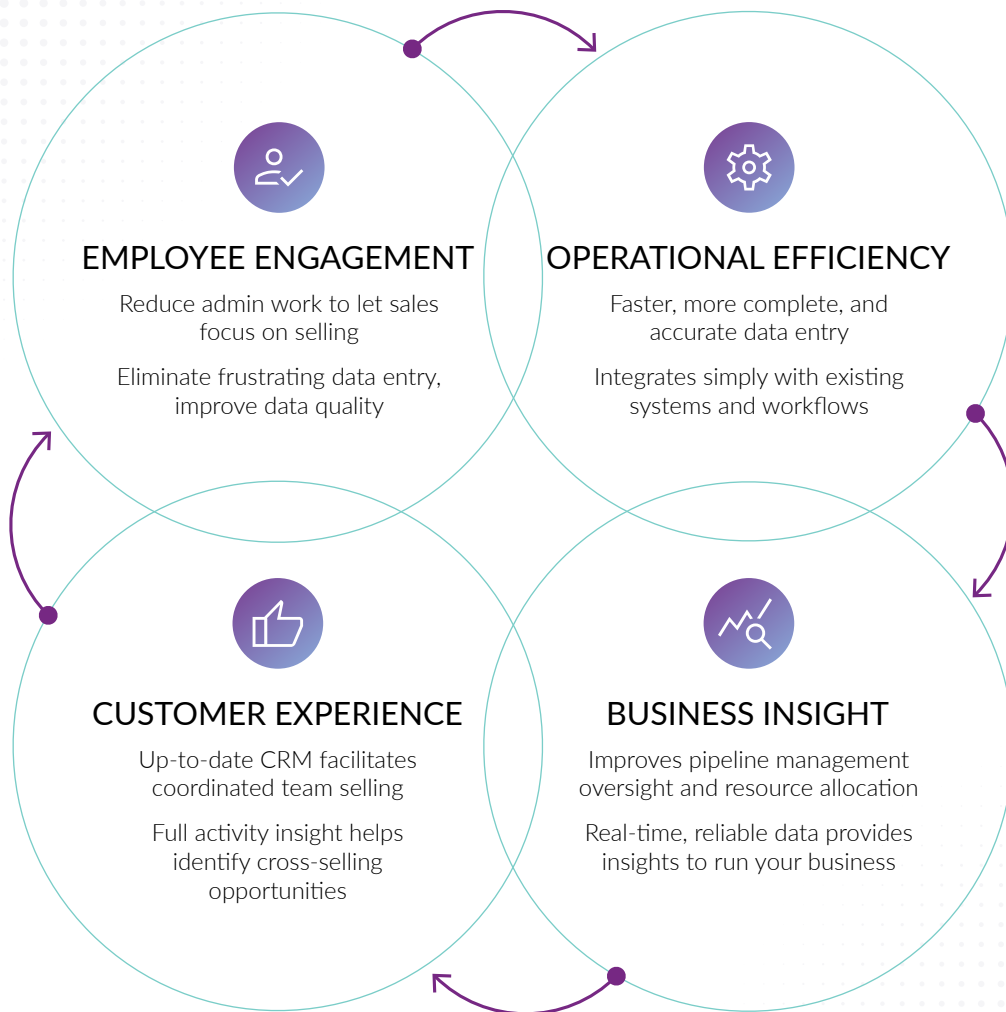 EMPLOYEE ENGAGEMENT
Reduce admin work to let sales
focus on selling
Eliminate frustrating data entry,
improve data quality
OPERATIONAL EFFICIENCY
Faster, more complete, and
accurate data entry
Integrates simply with existing
systems and workflows
CUSTOMER EXPERIENCE
Up-to-date CRM facilitates
coordinated team selling
Full activity insight helps
identify cross-selling
opportunities
BUSINESS INSIGHT
Improves pipeline management
oversight and resource allocation
Real-time, reliable data provides
insights to run your business